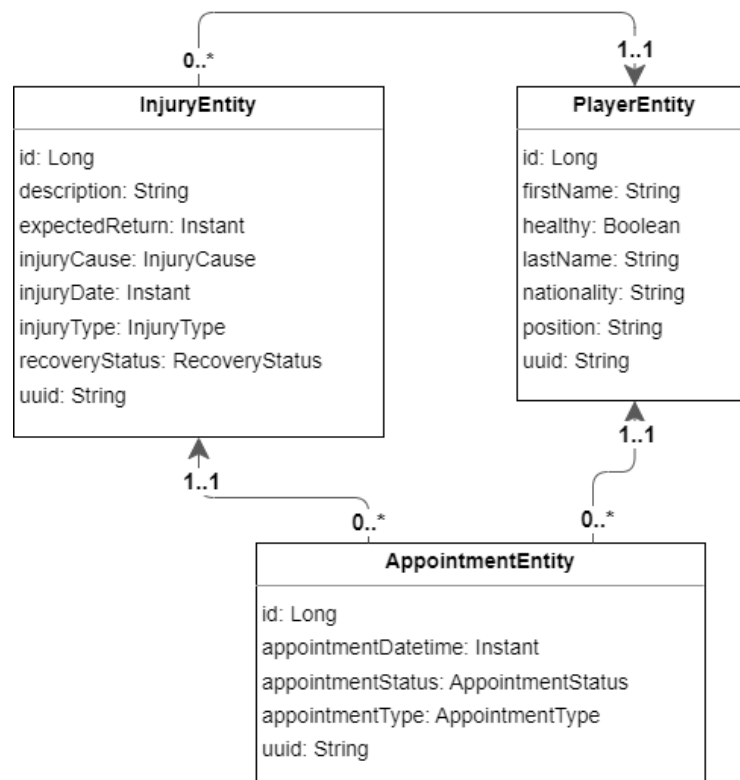 0..*
1..1
InjuryEntity
id: Long
description: String
expectedReturn: Instant
injuryCause: InjuryCause
injuryDate: Instant
injuryType: InjuryType
recoveryStatus: RecoveryStatus
uuid: String
PlayerEntity
id: Long
firstName: String
healthy: Boolean
lastName: String
nationality: String
position: String
uuid: String
1..1
1..1
0..*
0..*
AppointmentEntity
id: Long
appointmentDatetime: Instant
appointmentStatus: AppointmentStatus
appointmentType: AppointmentType
uuid: String